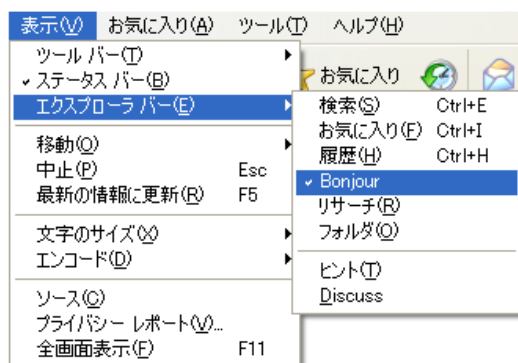 表示(V) お気に入り(A) ツール(T) ヘルプ(H)
ツール バー(T)
ステータス バー(B)
エクスプローラ バー(E)
移動(O)
中止(P) Esc
最新の情報に更新(R) F5
文字のサイズ(X)
エンコード(D)
ソース(C)
プライバシー レポート(V)...
全画面表示(F) F11
お気に入り
検索(S) Ctrl+E
お気に入り(F) Ctrl+I
履歴(H) Ctrl+H
Bonjour
リサーチ(R)
フォルダ(O)
ヒント(T)
Discuss